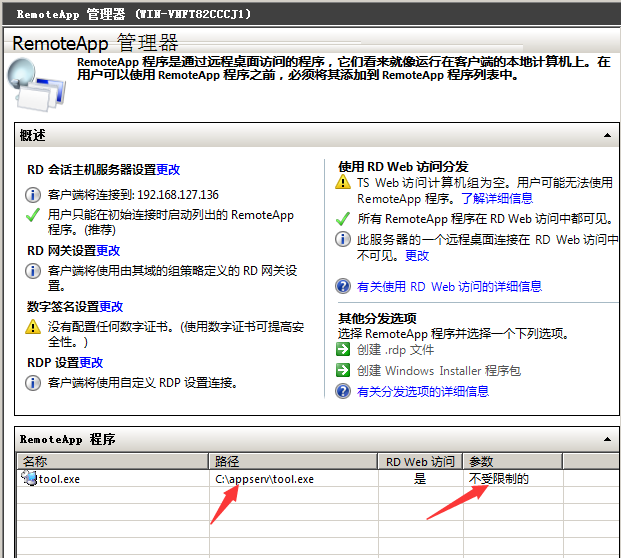 RemoteApp 管理器 (WIN-VNFT82CCCJ1)
RemoteApp 管理器
RemoteApp 程序是通过远程桌面访问的程序，它们看来就像运行在客户端的本地计算机上。在
用户可以使用 RemoteApp 程序之前，必须将其添加到 RemoteApp 程序列表中。
概述
RD 会话主机服务器设置更改
客户端将连接到: 192.168.127.136
用户只能在初始连接时启动列出的 RemoteApp
程序。(推荐)
RD 网关设置更改
客户端将使用由其域的组策略定义的 RD 网关设
置。
数字签名设置更改
没有配置任何数字证书。(使用数字证书可提高安
全性。)
RDP 设置更改
客户端将使用自定义 RDP 设置连接。
使用 RD Web 访问分发
TS Web 访问计算机组为空。用户可能无法使用
RemoteApp 程序。了解详细信息
所有 RemoteApp 程序在 RD Web 访问中都可见。
此服务器的一个远程桌面连接在 RD Web 访问中
不可见。更改
有关使用 RD Web 访问的详细信息
其他分发选项
选择 RemoteApp 程序并选择一个下列选项。
创建 .rdp 文件
创建 Windows Installer 程序包
有关分发选项的详细信息
RemoteApp 程序
名称 路径 RD Web 访问 参数
tool.exe C:\appserv\tool.exe 是 不受限制的